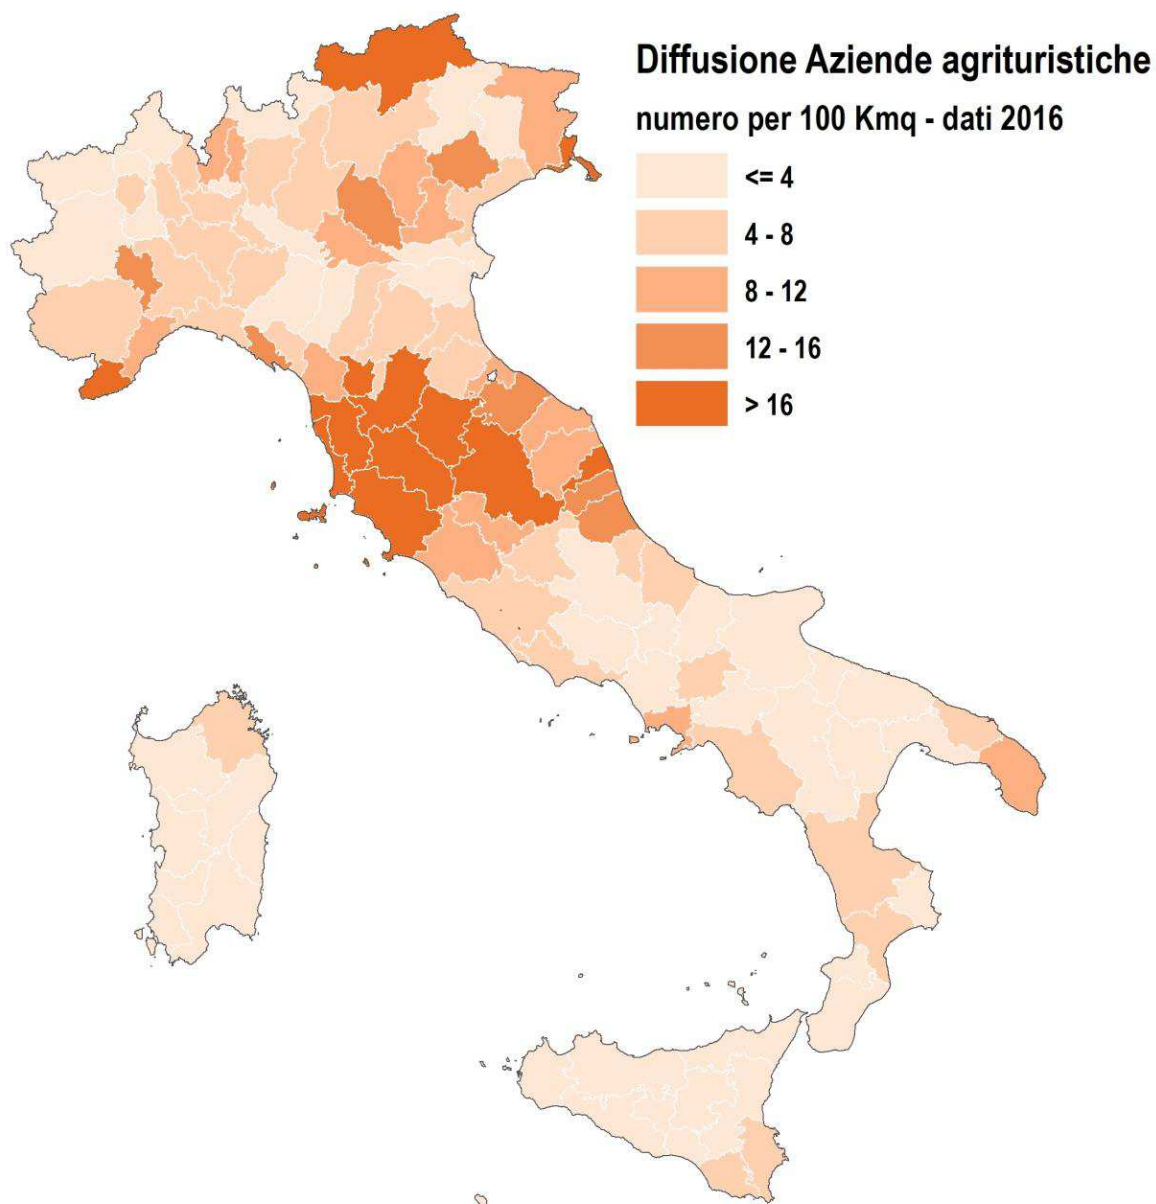 Diffusione Aziende agrituristiche
numero per 100 Kmq - dati 2016
<= 4
4 - 8
8 - 12
12 - 16
> 16